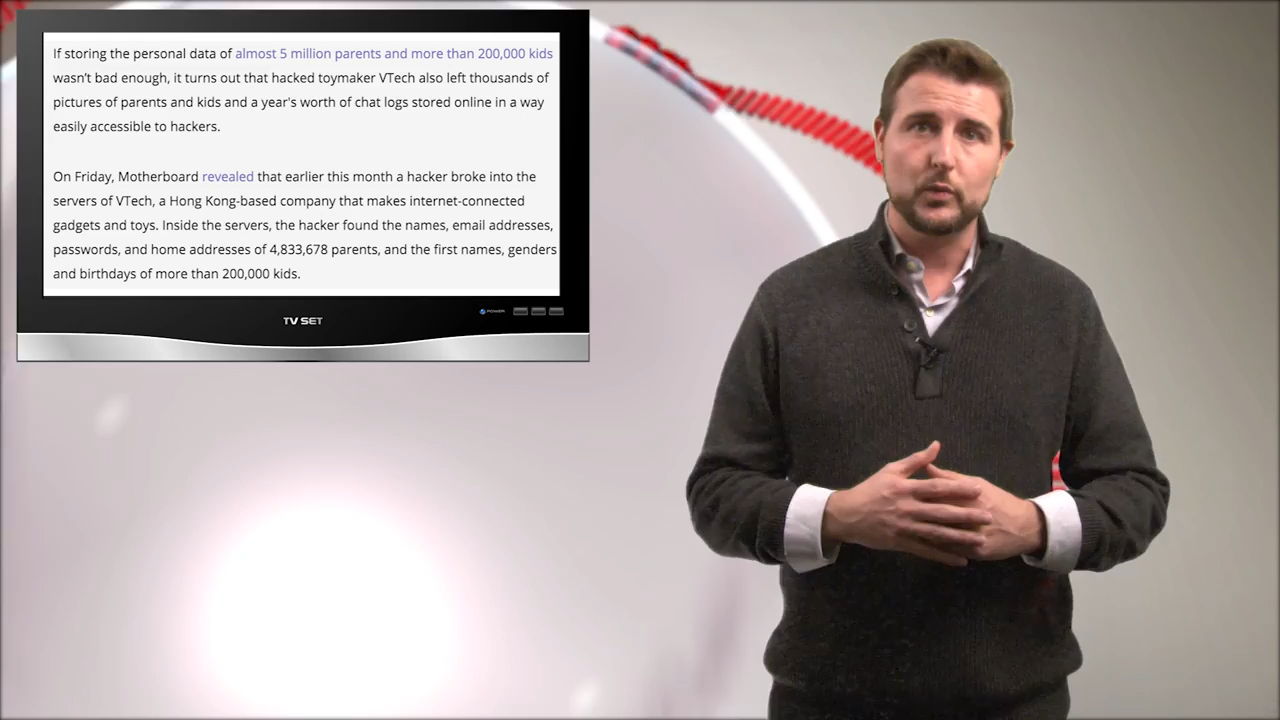 If storing the personal data of almost 5 million parents and more than 200,000 kids
wasn't bad enough, it turns out that hacked toymaker VTech also left thousands of
pictures of parents and kids and a year's worth of chat logs stored online in a way
easily accessible to hackers.
On Friday, Motherboard revealed that earlier this month a hacker broke into the
servers of VTech, a Hong Kong-based company that makes internet-connected
gadgets and toys. Inside the servers, the hacker found the names, email addresses,
passwords, and home addresses of 4,833,678 parents, and the first names, genders
and birthdays of more than 200,000 kids.
TV SET
POWER